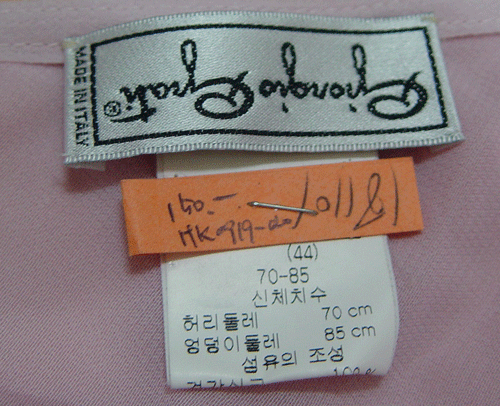 Giorgio Grati®
MADE IN ITALY
150.-
(44)
70-85
신체치수
허리둘레 70 cm
엉덩이둘레 85 cm
섬유의 조성